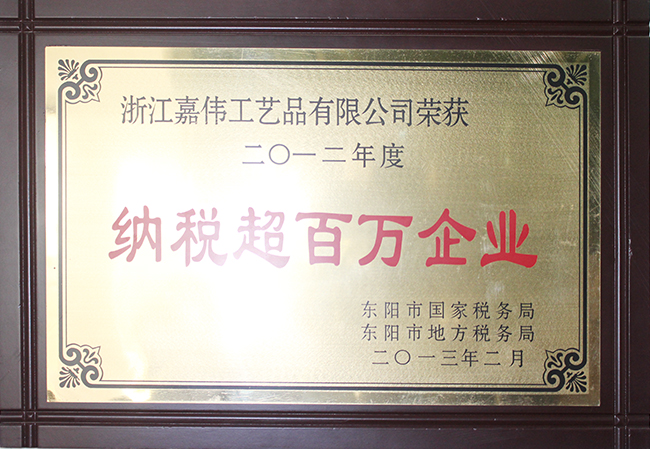 浙江嘉伟工艺品有限公司荣获
二〇一二年度
纳税超百万企业
东阳市国家税务局
东阳市地方税务局
二〇一三年二月